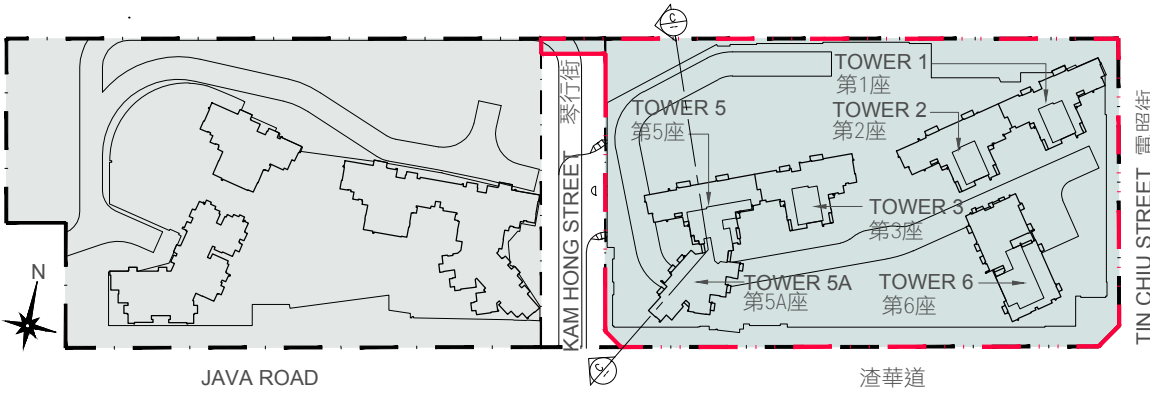 C
TOWER 1
第1座
TOWER 2
第2座
TOWER 5
第5座
TOWER 3
第3座
TOWER 5A
第5A座
TOWER 6
第6座
KAM HONG STREET 琴行街
TIN CHIU STREET 電照街
N
C
JAVA ROAD
渣華道